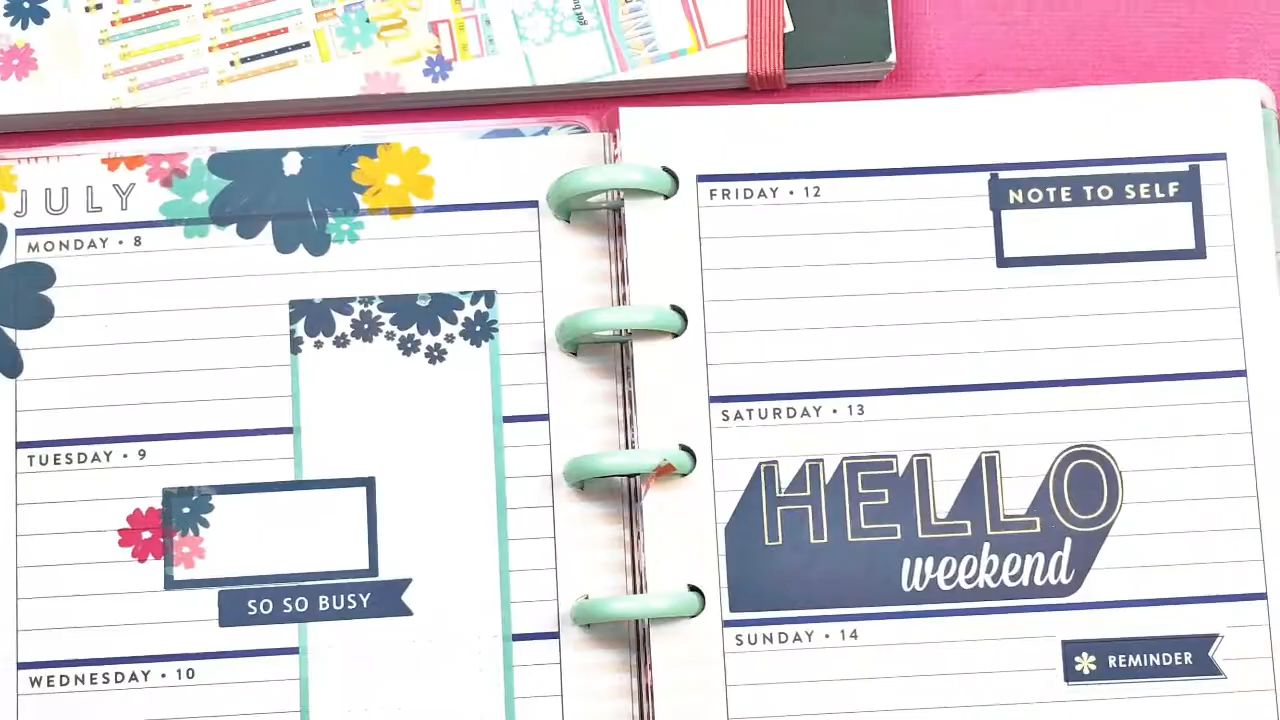 JULY
MONDAY • 8
TUESDAY • 9
SO SO BUSY
WEDNESDAY • 10
FRIDAY • 12
NOTE TO SELF
SATURDAY • 13
HELLO
weekend
SUNDAY • 14
REMINDER